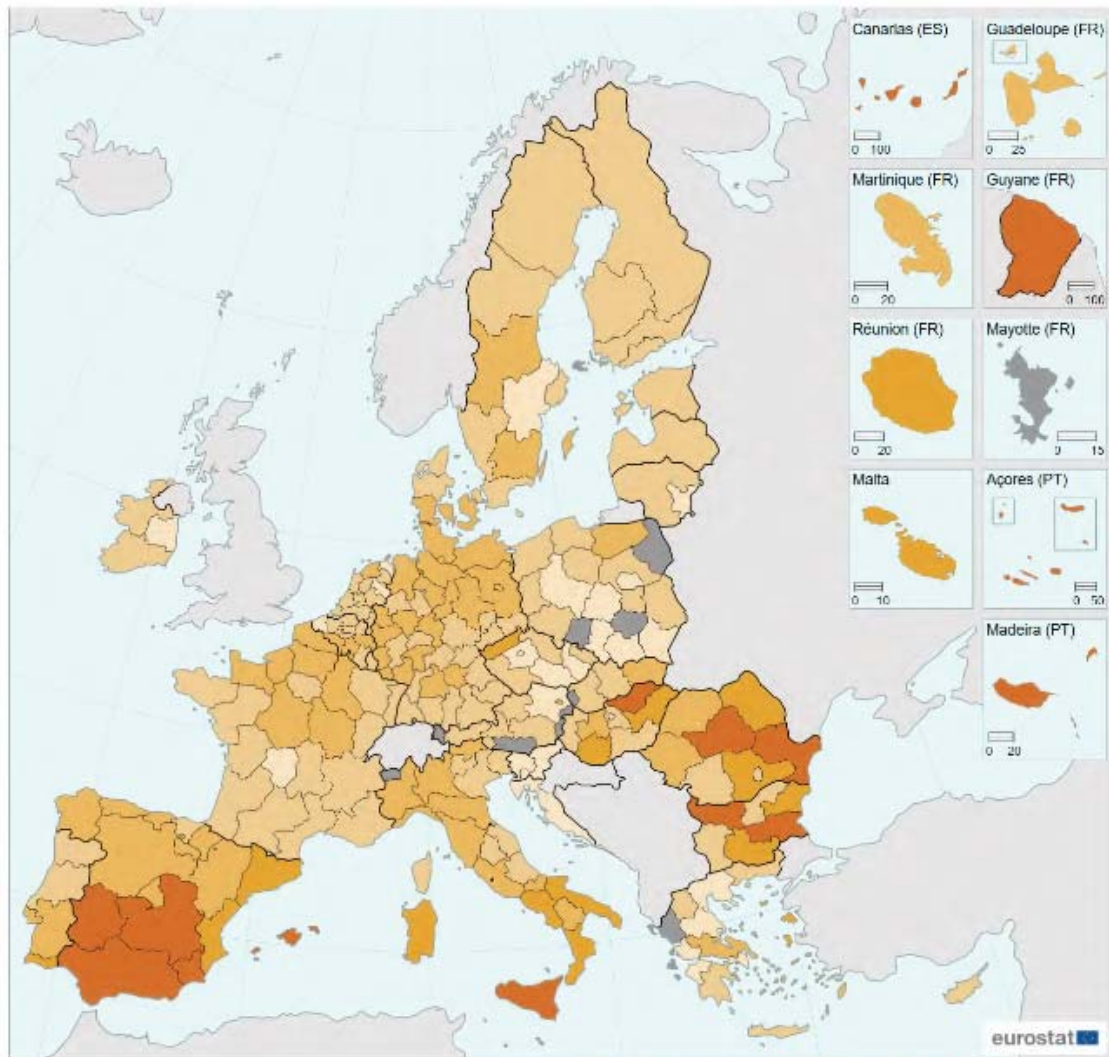 Canarias (ES)
0 100
Guadeloupe (FR)
0 25
Martinique (FR)
0 20
Guyane (FR)
0 100
Réunion (FR)
0 20
Mayotte (FR)
0 15
Malta
0 10
Açores (PT)
0 50
Madeira (PT)
0 20
eurostat